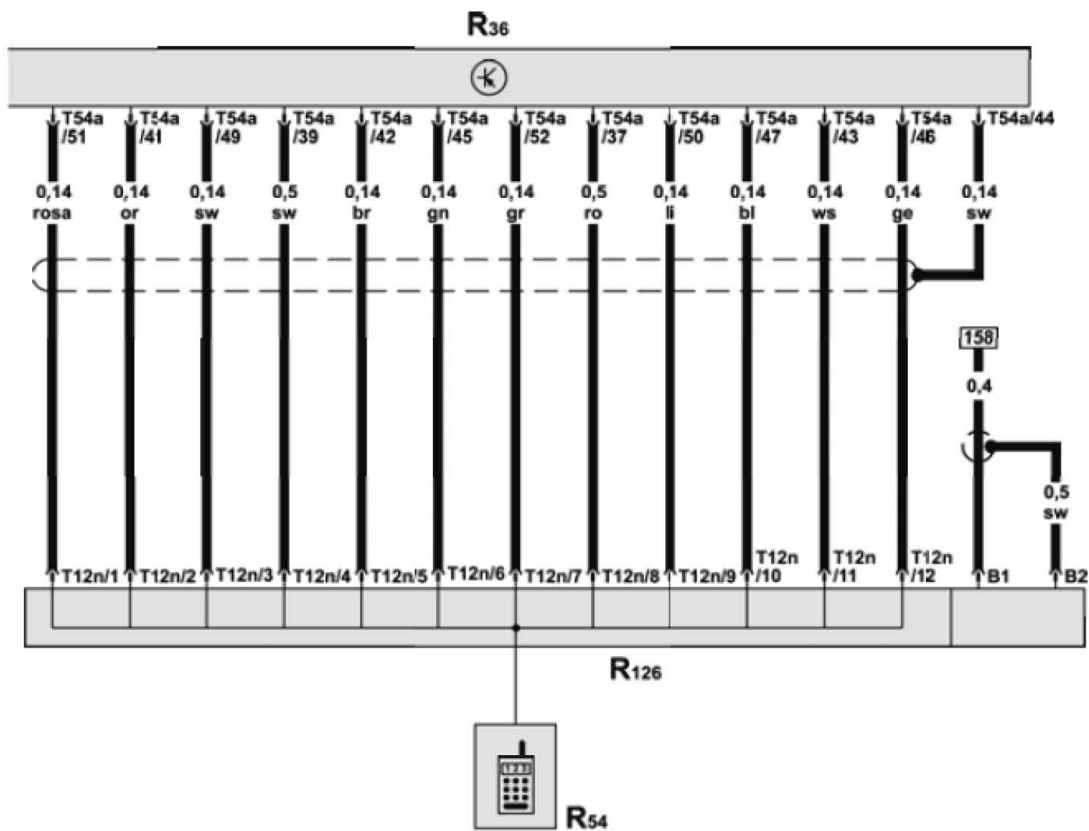 R36
T54a T54a T54a T54a T54a T54a T54a T54a T54a T54a T54a T54a T54a/44
/51 /41 /49 /39 /42 /45 /52 /37 /50 /47 /43 /46
0,14 0,14 0,14 0,5 0,14 0,14 0,14 0,5 0,14 0,14 0,14 0,14 0,14
rosa or sw sw br gn gr ro li bl ws ge sw
158
0,4
0,5
sw
T12n T12n T12n
T12n/1 T12n/2 T12n/3 T12n/4 T12n/5 T12n/6 T12n/7 T12n/8 T12n/9 /10 /11 /12 B1 B2
R126
123
R54